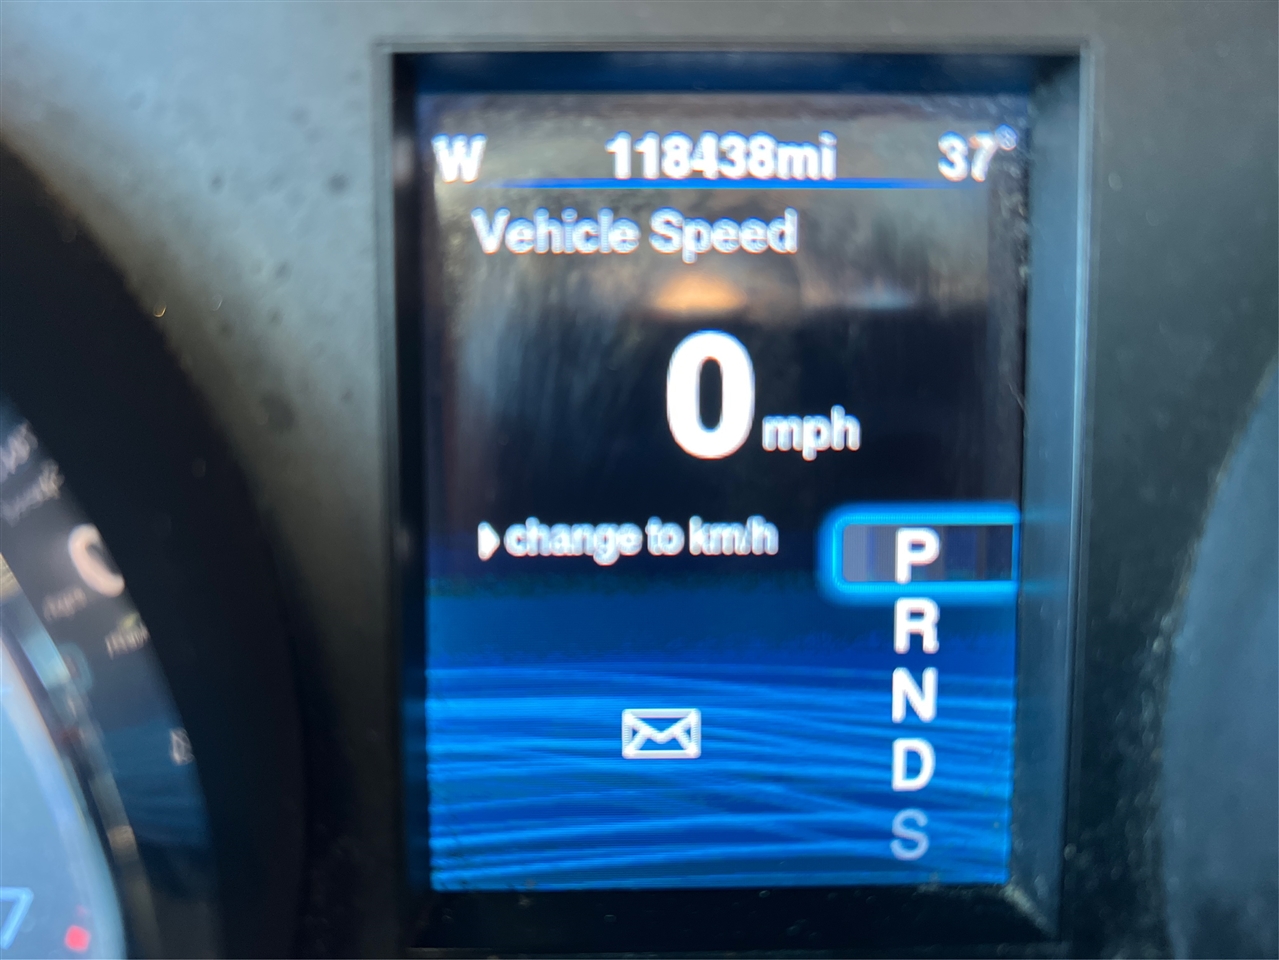 W 118438mi 37°
Vehicle Speed
0 mph
change to km/h
P
R
N
D
S